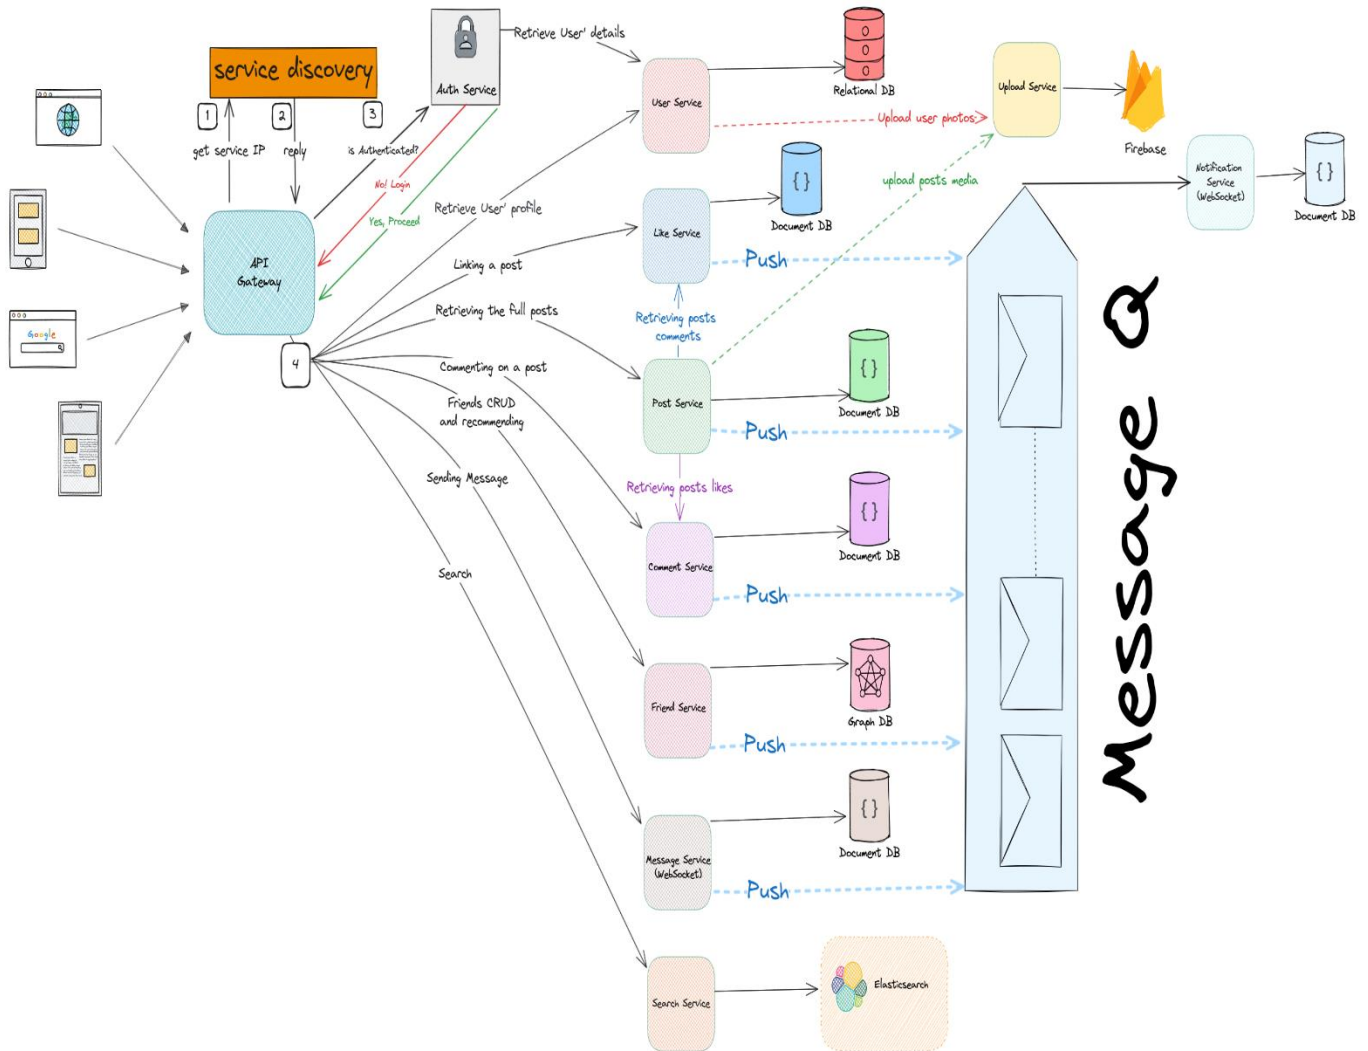 service discovery
1
2
3
get service IP
reply
Auth Service
is Authenticated?
No! Login
Yes, Proceed
API
Gateway
Google
4
Retrieve User' details
Retrieve User' profile
Linking a post
Retrieving the full posts
Commenting on a post
Friends CRUD
and recommending
Sending Message
Search
User Service
Relational DB
Upload user photos
Upload Service
Firebase
upload posts media
Like Service
{ }
Document DB
Push
Retrieving posts
comments
Post Service
{ }
Document DB
Push
Retrieving posts likes
Comment Service
{ }
Document DB
Push
Friend Service
Graph DB
Push
Message Service
(WebSocket)
{ }
Document DB
Push
Search Service
Elasticsearch
Message Q
Notification
Service
(WebSocket)
{ }
Document DB